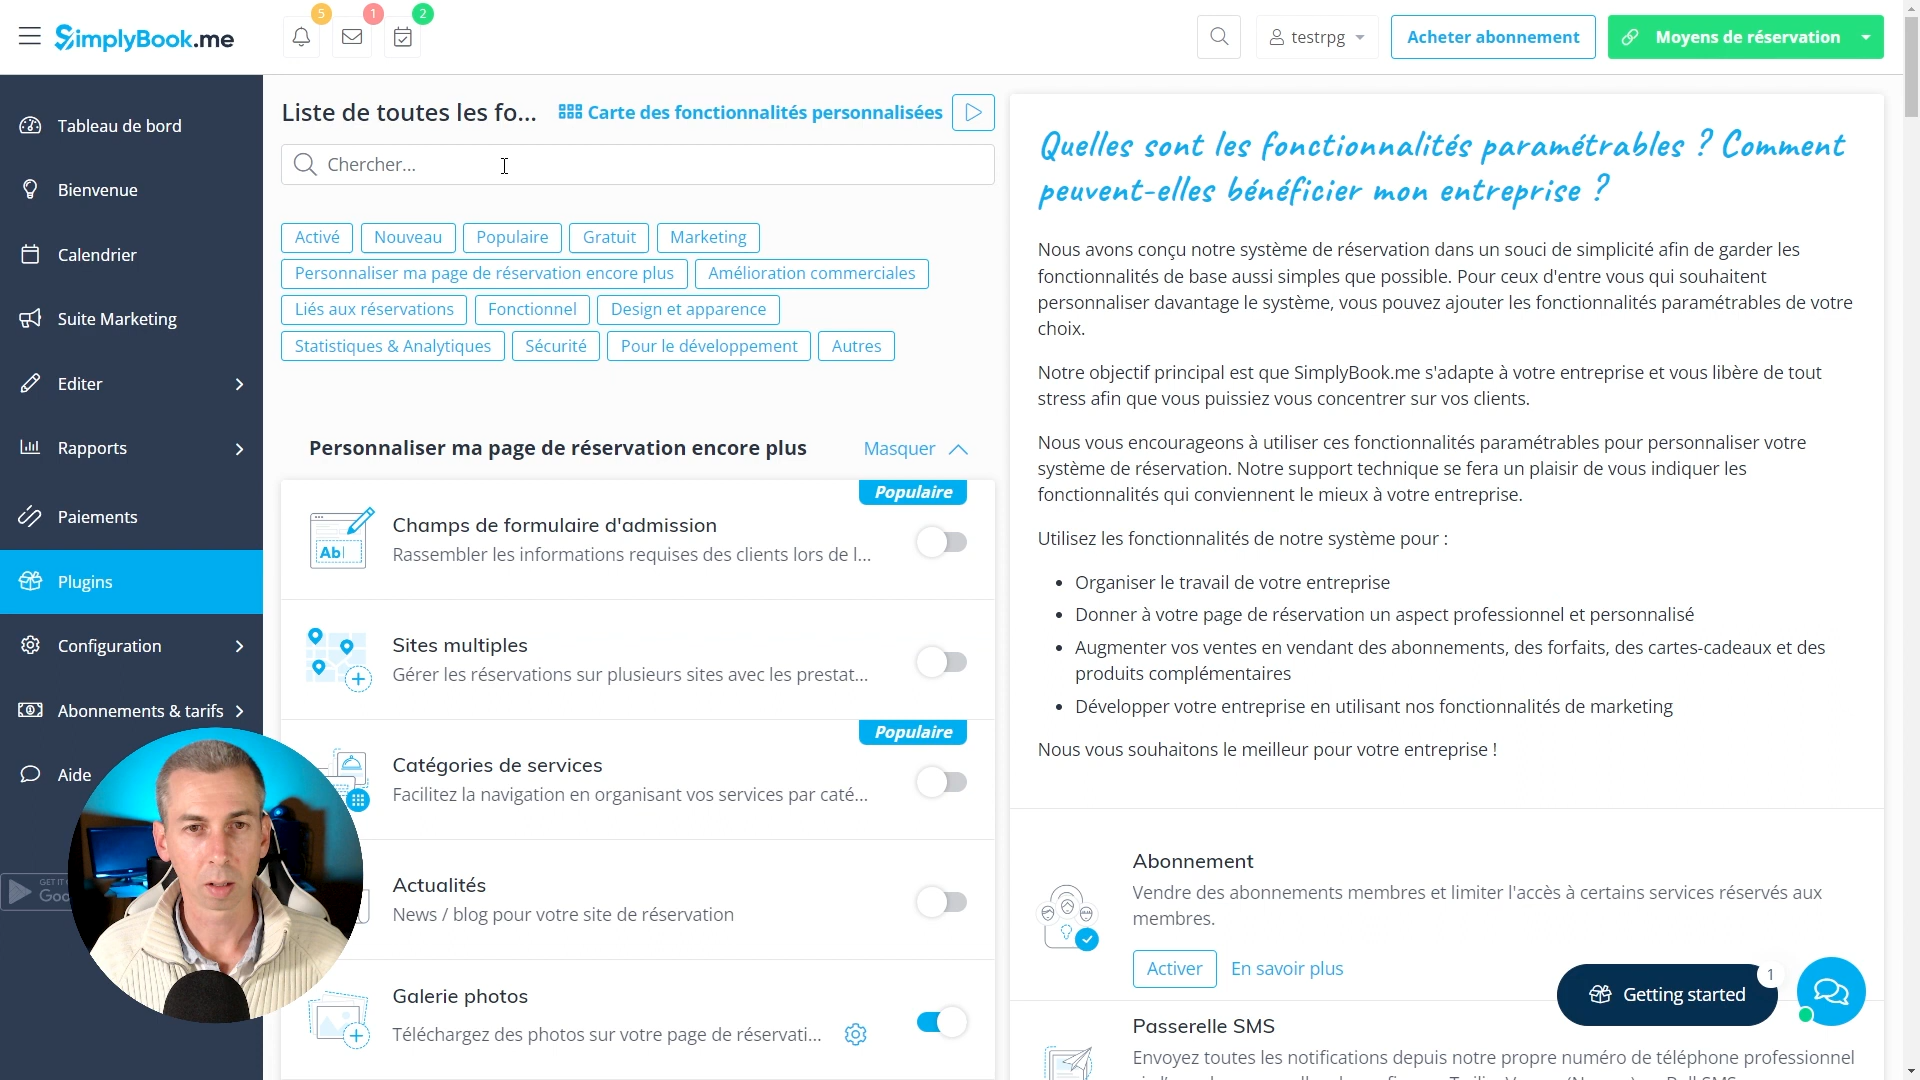 SimplyBook.me
5
1
2
testrpg
Acheter abonnement
Moyens de réservation
Tableau de bord
Bienvenue
Calendrier
Suite Marketing
Editer
Rapports
Paiements
Plugins
Configuration
Abonnements & tarifs
Aide
GET IT
Goo
Liste de toutes les fo...
Carte des fonctionnalités personnalisées
Chercher...
Activé
Nouveau
Populaire
Gratuit
Marketing
Personnaliser ma page de réservation encore plus
Amélioration commerciales
Liés aux réservations
Fonctionnel
Design et apparence
Statistiques & Analytiques
Sécurité
Pour le développement
Autres
Personnaliser ma page de réservation encore plus
Masquer
Populaire
Ab
Champs de formulaire d'admission
Rassembler les informations requises des clients lors de l...
Sites multiples
Gérer les réservations sur plusieurs sites avec les prestat...
Populaire
Catégories de services
Facilitez la navigation en organisant vos services par caté...
Actualités
News / blog pour votre site de réservation
Galerie photos
Téléchargez des photos sur votre page de réservati...
Quelles sont les fonctionnalités paramétrables ? Comment
peuvent-elles bénéficier mon entreprise ?
Nous avons conçu notre système de réservation dans un souci de simplicité afin de garder les
fonctionnalités de base aussi simples que possible. Pour ceux d'entre vous qui souhaitent
personnaliser davantage le système, vous pouvez ajouter les fonctionnalités paramétrables de votre
choix.
Notre objectif principal est que SimplyBook.me s'adapte à votre entreprise et vous libère de tout
stress afin que vous puissiez vous concentrer sur vos clients.
Nous vous encourageons à utiliser ces fonctionnalités paramétrables pour personnaliser votre
système de réservation. Notre support technique se fera un plaisir de vous indiquer les
fonctionnalités qui conviennent le mieux à votre entreprise.
Utilisez les fonctionnalités de notre système pour :
• Organiser le travail de votre entreprise
• Donner à votre page de réservation un aspect professionnel et personnalisé
• Augmenter vos ventes en vendant des abonnements, des forfaits, des cartes-cadeaux et des
produits complémentaires
• Développer votre entreprise en utilisant nos fonctionnalités de marketing
Nous vous souhaitons le meilleur pour votre entreprise !
Abonnement
Vendre des abonnements membres et limiter l'accès à certains services réservés aux
membres.
Activer
En savoir plus
1
Getting started
Passerelle SMS
Envoyez toutes les notifications depuis notre propre numéro de téléphone professionnel